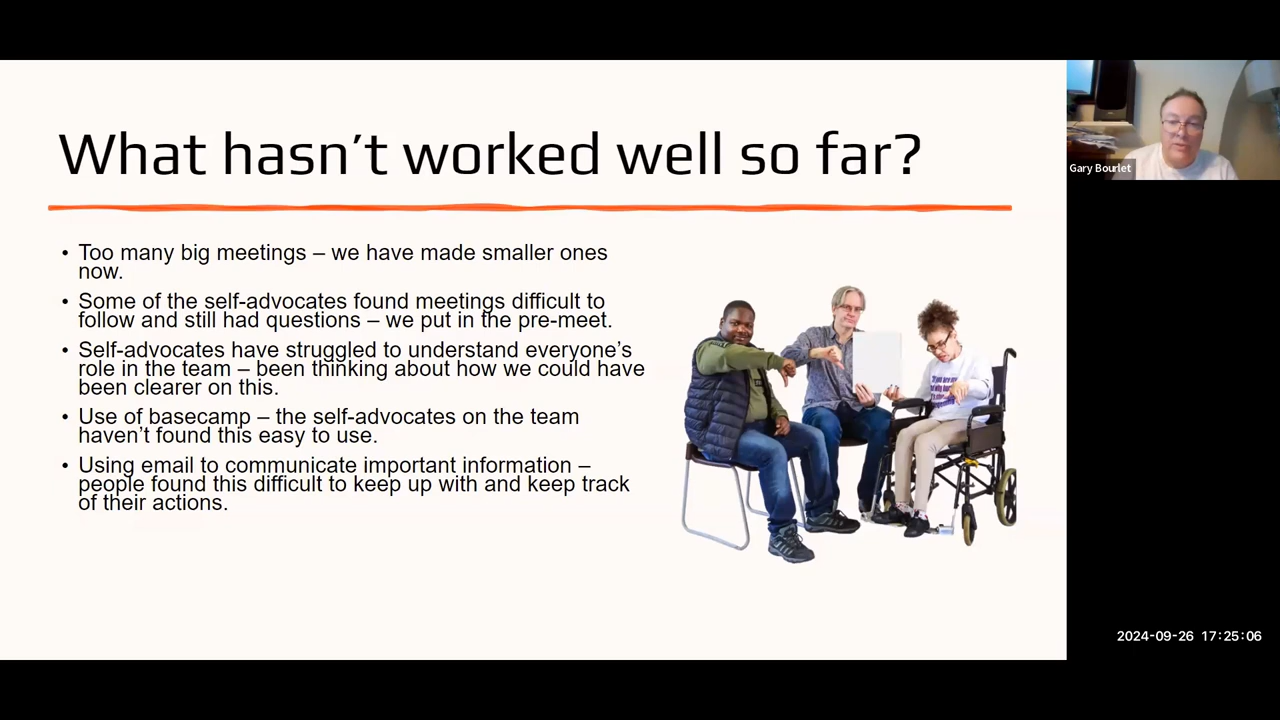 What hasn’t worked well so far?
• Too many big meetings – we have made smaller ones
now.
• Some of the self-advocates found meetings difficult to
follow and still had questions – we put in the pre-meet.
• Self-advocates have struggled to understand everyone’s
role in the team – been thinking about how we could have
been clearer on this.
• Use of basecamp – the self-advocates on the team
haven’t found this easy to use.
• Using email to communicate important information –
people found this difficult to keep up with and keep track
of their actions.
Gary Bourlet
2024-09-26 17:25:06